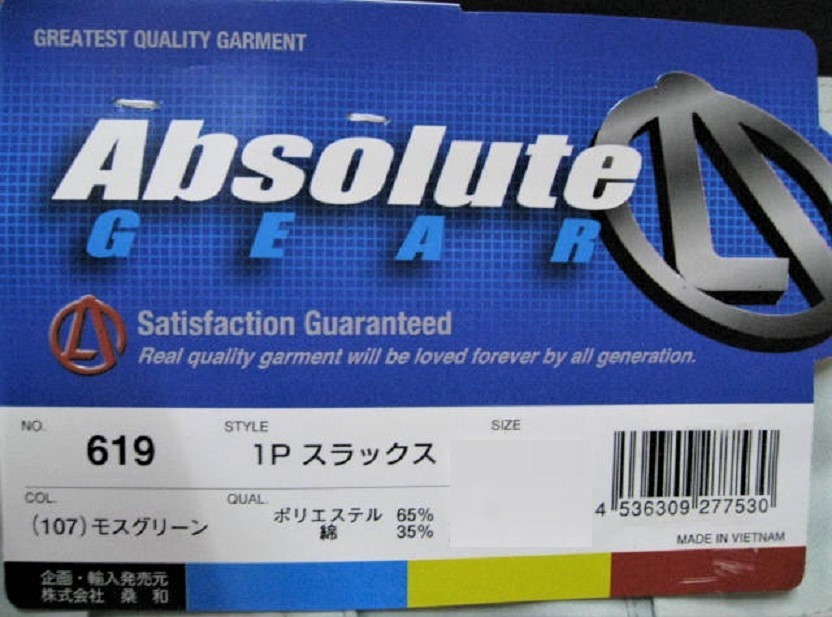 GREATEST QUALITY GARMENT
Absolute
GEAR
Satisfaction Guaranteed
Real quality garment will be loved forever by all generation.
NO. 619
STYLE 1P スラックス
SIZE
COL. (107)モスグリーン
QUAL. ポリエステル 65%
綿 35%
4 536309 277530
MADE IN VIETNAM
企画・輸入発売元
株式会社 桑和